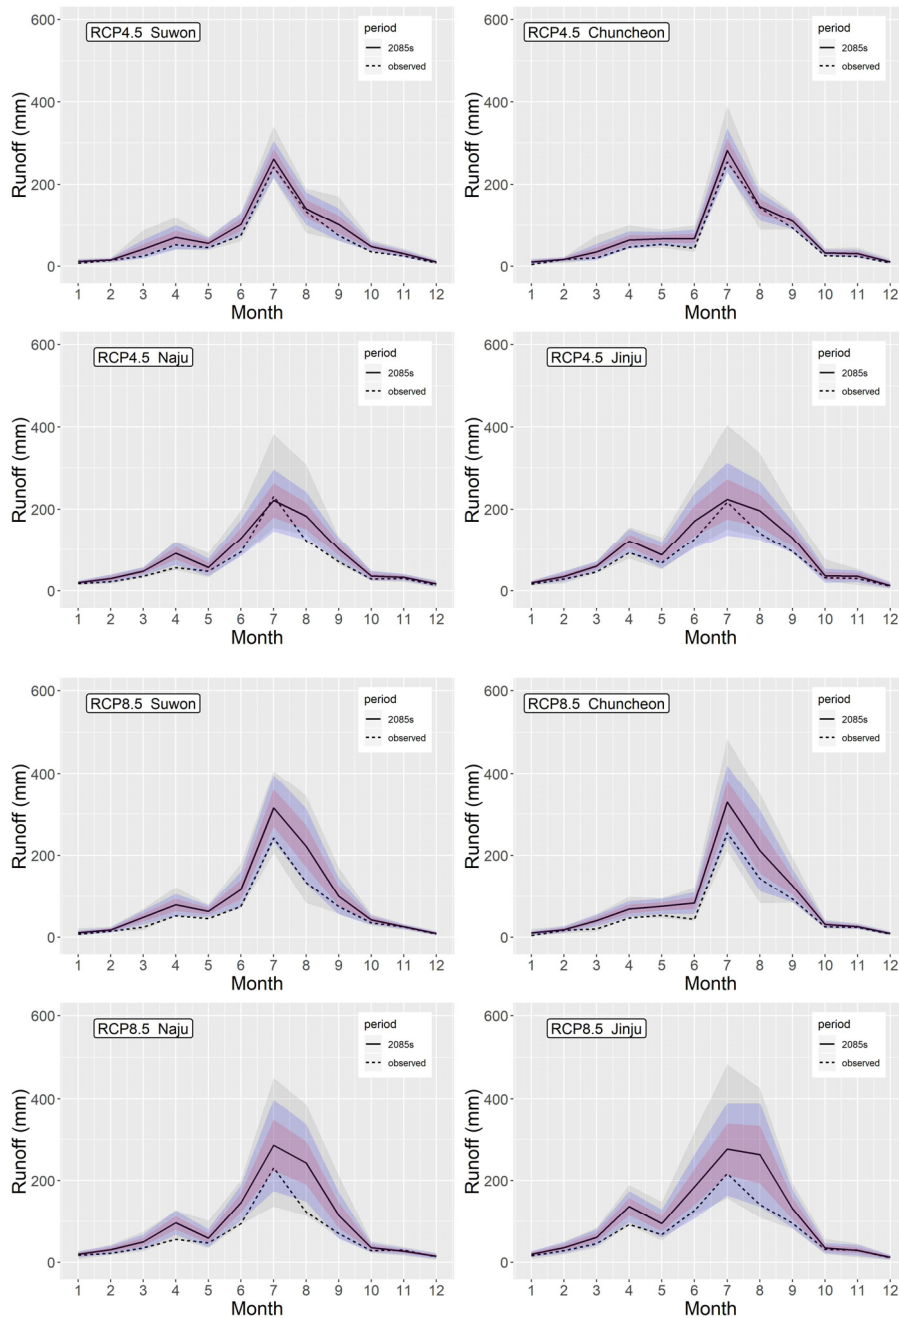 RCP4.5 Suwon
period
2085s
observed
Runoff (mm)
600
400
200
0
1 2 3 4 5 6 7 8 9 10 11 12
Month
RCP4.5 Chuncheon
period
2085s
observed
Runoff (mm)
600
400
200
0
1 2 3 4 5 6 7 8 9 10 11 12
Month
RCP4.5 Naju
period
2085s
observed
Runoff (mm)
600
400
200
0
1 2 3 4 5 6 7 8 9 10 11 12
Month
RCP4.5 Jinju
period
2085s
observed
Runoff (mm)
600
400
200
0
1 2 3 4 5 6 7 8 9 10 11 12
Month
RCP8.5 Suwon
period
2085s
observed
Runoff (mm)
600
400
200
0
1 2 3 4 5 6 7 8 9 10 11 12
Month
RCP8.5 Chuncheon
period
2085s
observed
Runoff (mm)
600
400
200
0
1 2 3 4 5 6 7 8 9 10 11 12
Month
RCP8.5 Naju
period
2085s
observed
Runoff (mm)
600
400
200
0
1 2 3 4 5 6 7 8 9 10 11 12
Month
RCP8.5 Jinju
period
2085s
observed
Runoff (mm)
600
400
200
0
1 2 3 4 5 6 7 8 9 10 11 12
Month